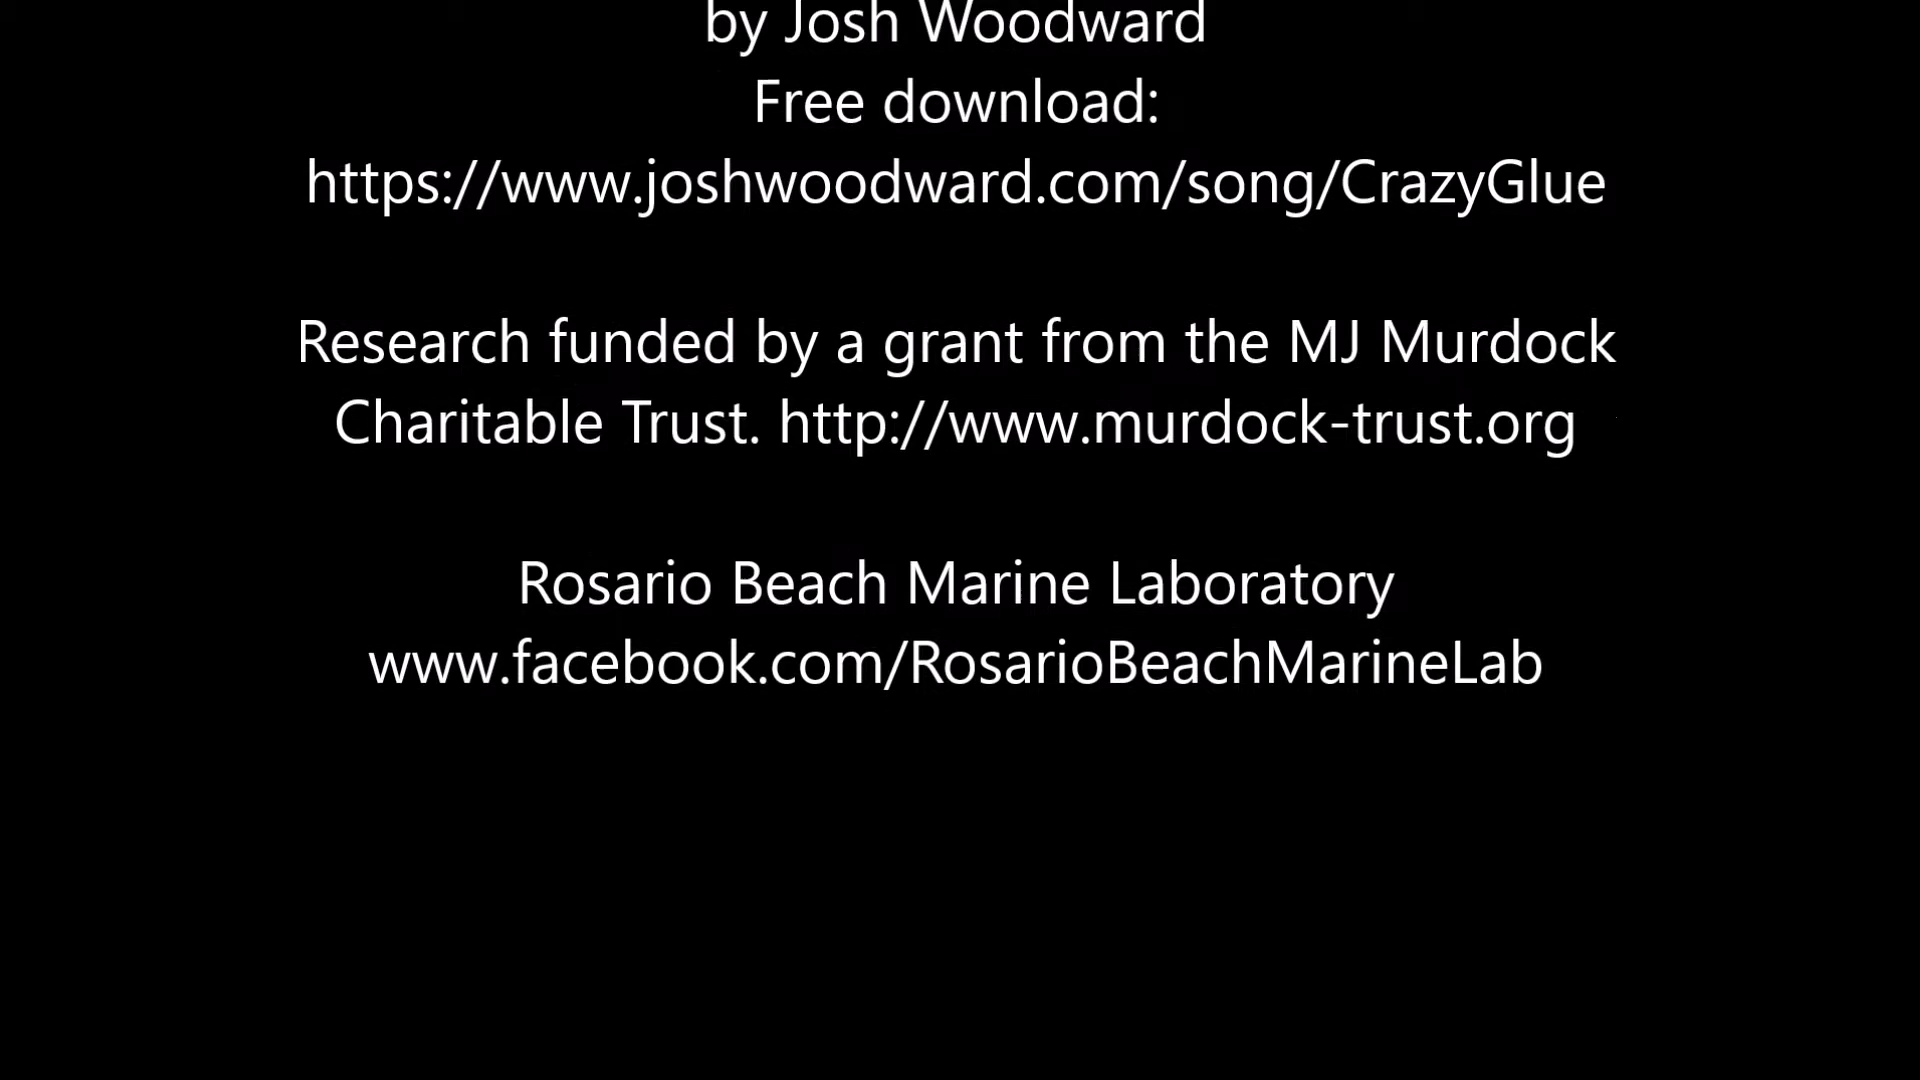 by Josh Woodward
Free download:
https://www.joshwoodward.com/song/CrazyGlue
Research funded by a grant from the MJ Murdock
Charitable Trust. http://www.murdock-trust.org
Rosario Beach Marine Laboratory
www.facebook.com/RosarioBeachMarineLab